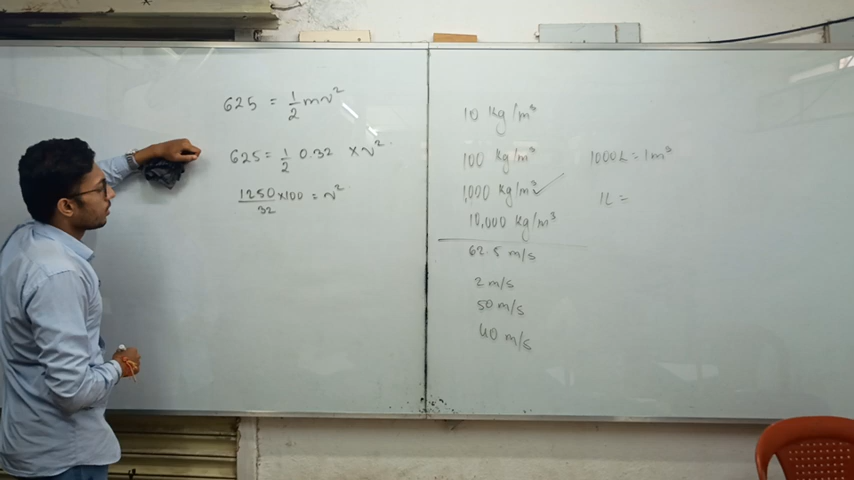 625 = 1/2 mv²
625 = 1/2 0.32 × v²
1250/32 × 100 = v²
10 kg/m³
100 kg/m³
1,000 kg/m³ ✓
10,000 kg/m³
62.5 m/s
2 m/s
50 m/s
40 m/s
1000L = 1m³
1L =